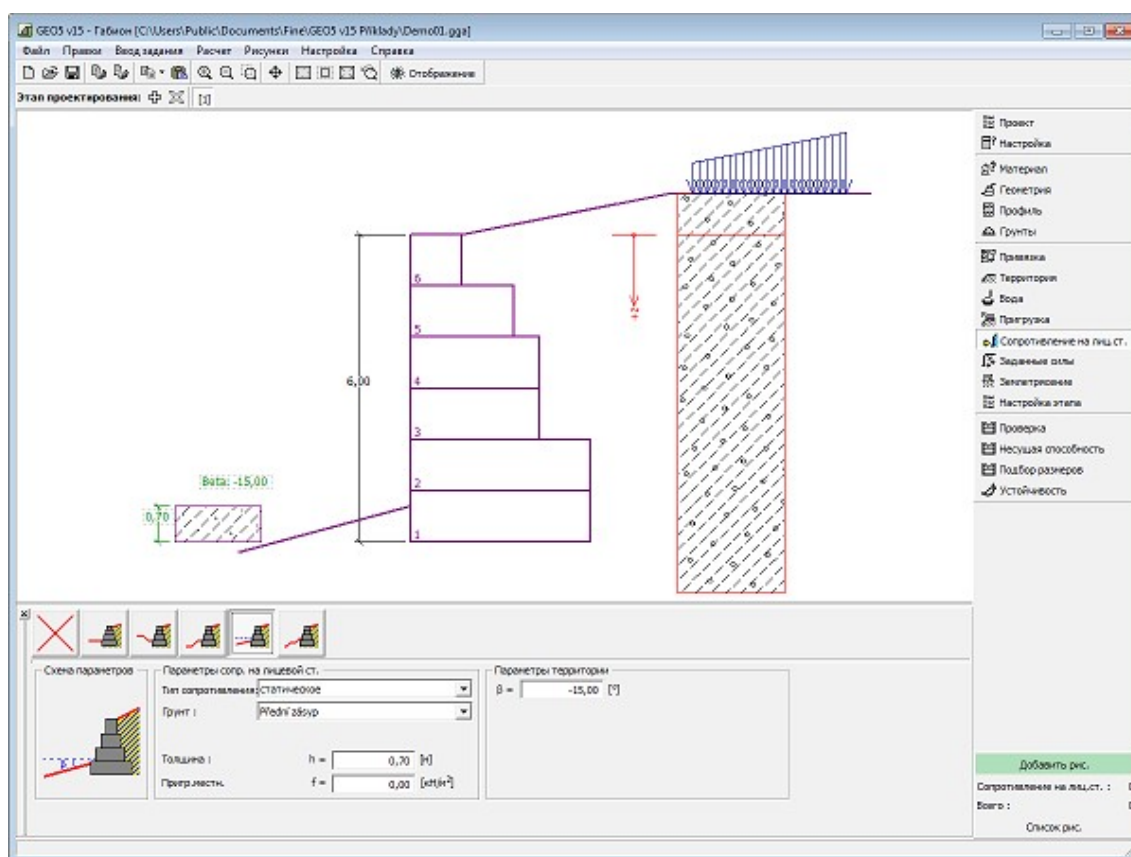 GEO5 v15 - Габион [C:\Users\Public\Documents\Fine\GEO5 v15 Příklady\Demo01.gga]
Файл Правки Ввод задания Расчет Рисунки Настройка Справка
Отображение
Этап проектирования: [1]
Проект
Настройка
Материал
Геометрия
Профиль
Грунты
Привязка
Территория
Вода
Пригрузка
Сопротивление на лиц.ст.
Заданные силы
Землетрясение
Настройка этапа
Проверка
Несущая способность
Подбор размеров
Устойчивость
6
5
4
3
2
1
6,00
+z
Beta: -15,00
0,70
Схема параметров
β
Параметры сопр. на лицевой ст.
Тип сопротивления: статическое
Грунт : Přední zásyp
Толщина : h = 0,70 [м]
Пригр.местн. f = 0,00 [кН/м²]
Параметры территории
β = -15,00 [°]
Добавить рис.
Сопротивление на лиц.ст. :
Всего :
Список рис.